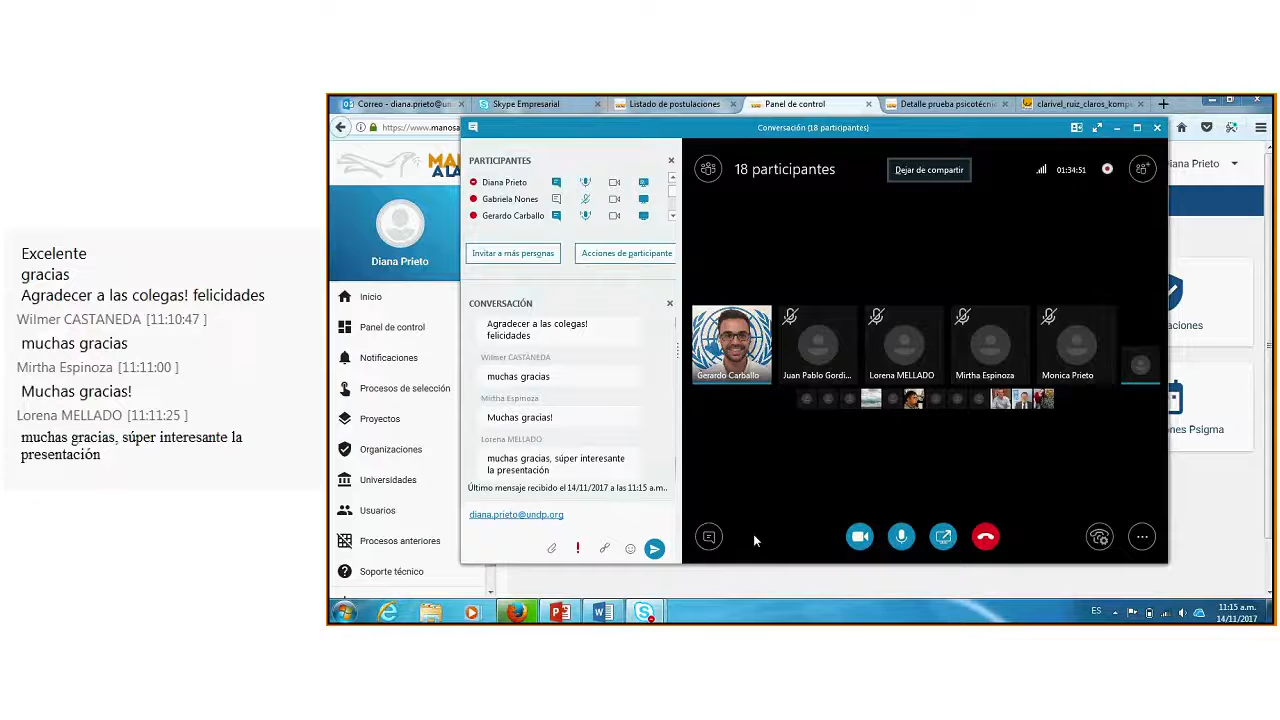 Excelente
gracias
Agradecer a las colegas! felicidades
Wilmer CASTANEDA [11:10:47 ]
muchas gracias
Mirtha Espinoza [11:11:00 ]
Muchas gracias!
Lorena MELLADO [11:11:25 ]
muchas gracias, súper interesante la
presentación
Correo - diana.prieto@un
Skype Empresarial
Listado de postulaciones
Panel de control
Detalle prueba psicotécni
clarivel_ruiz_claros_komp
https://www.manosa
Conversación (18 participantes)
Diana Prieto
Inicio
Panel de control
Notificaciones
Procesos de selección
Proyectos
Organizaciones
Universidades
Usuarios
Procesos anteriores
Soporte técnico
PARTICIPANTES
Diana Prieto
Gabriela Nones
Gerardo Carballo
Invitar a más personas
Acciones de participante
CONVERSACIÓN
Agradecer a las colegas!
felicidades
Wilmer CASTANEDA
muchas gracias
Mirtha Espinoza
Muchas gracias!
Lorena MELLADO
muchas gracias, súper interesante
la presentación
Último mensaje recibido el 14/11/2017 a las 11:15 a.m..
diana.prieto@undp.org
18 participantes
Dejar de compartir
01:34:51
Gerardo Carballo
Juan Pablo Gordi...
Lorena MELLADO
Mirtha Espinoza
Monica Prieto
iana Prieto
aciones
nes Psigma
ES
11:15 a.m.
14/11/2017